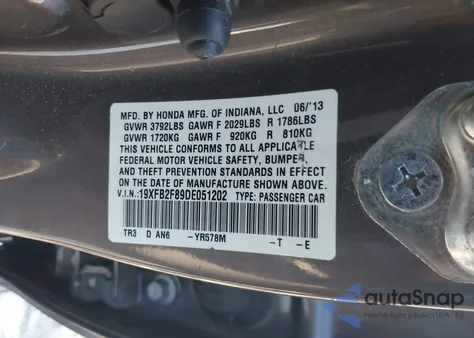 MFD. BY HONDA MFG. OF INDIANA, LLC 06/13
GVWR 3792LBS GAWR F 2029LBS R 1786LBS
GVWR 1720KG GAWR F 920KG R 810KG
THIS VEHICLE CONFORMS TO ALL APPLICABLE
FEDERAL MOTOR VEHICLE SAFETY, BUMPER,
AND THEFT PREVENTION STANDARDS IN EFFECT
ON THE DATE OF MANUFACTURE SHOWN ABOVE.
V.I.N.: 19XFB2F89DE051202 TYPE: PASSENGER CAR
TR3 D AN6 -YR578M -T -E
autoSnap